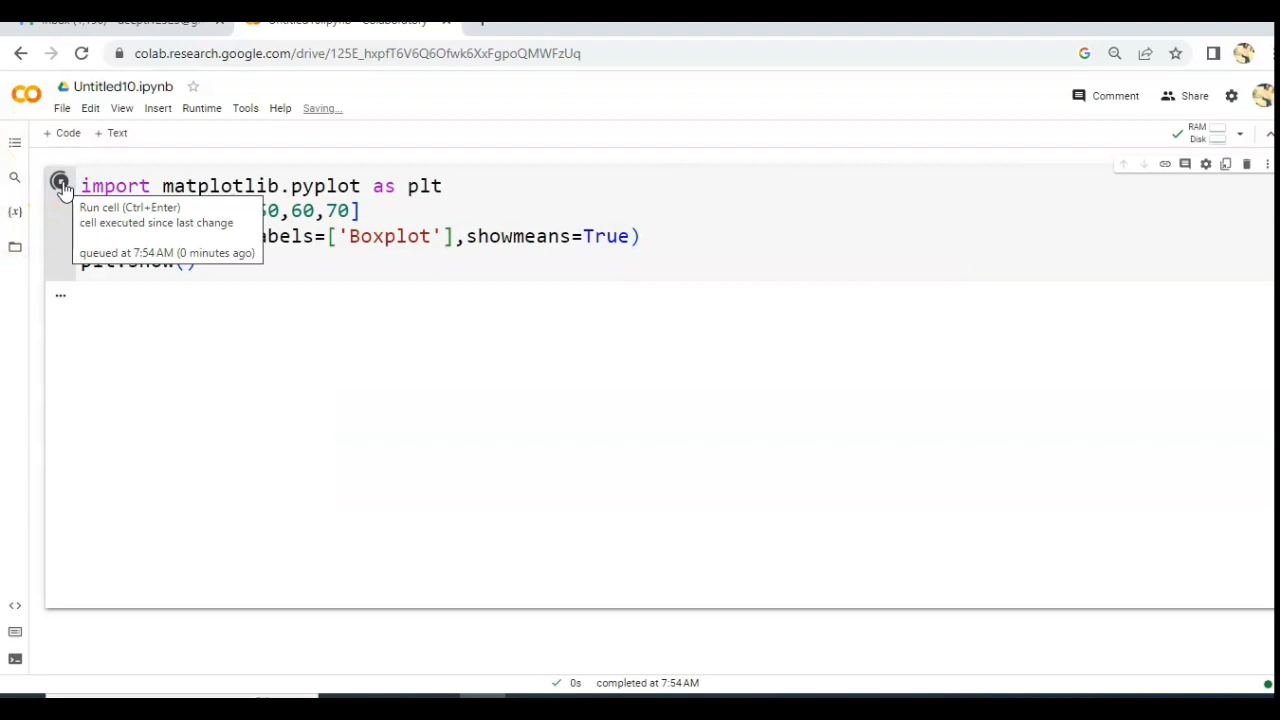 colab.research.google.com/drive/125E_hxpfT6V6Q6Ofwk6XxFgpoQMWFzUq
Untitled10.ipynb
File Edit View Insert Runtime Tools Help Saving...
Comment Share
+ Code + Text
RAM
Disk
import matplotlib.pyplot as plt
60,70]
['Boxplot'],showmeans=True)
Run cell (Ctrl+Enter)
cell executed since last change
queued at 7:54 AM (0 minutes ago)
...
0s completed at 7:54 AM